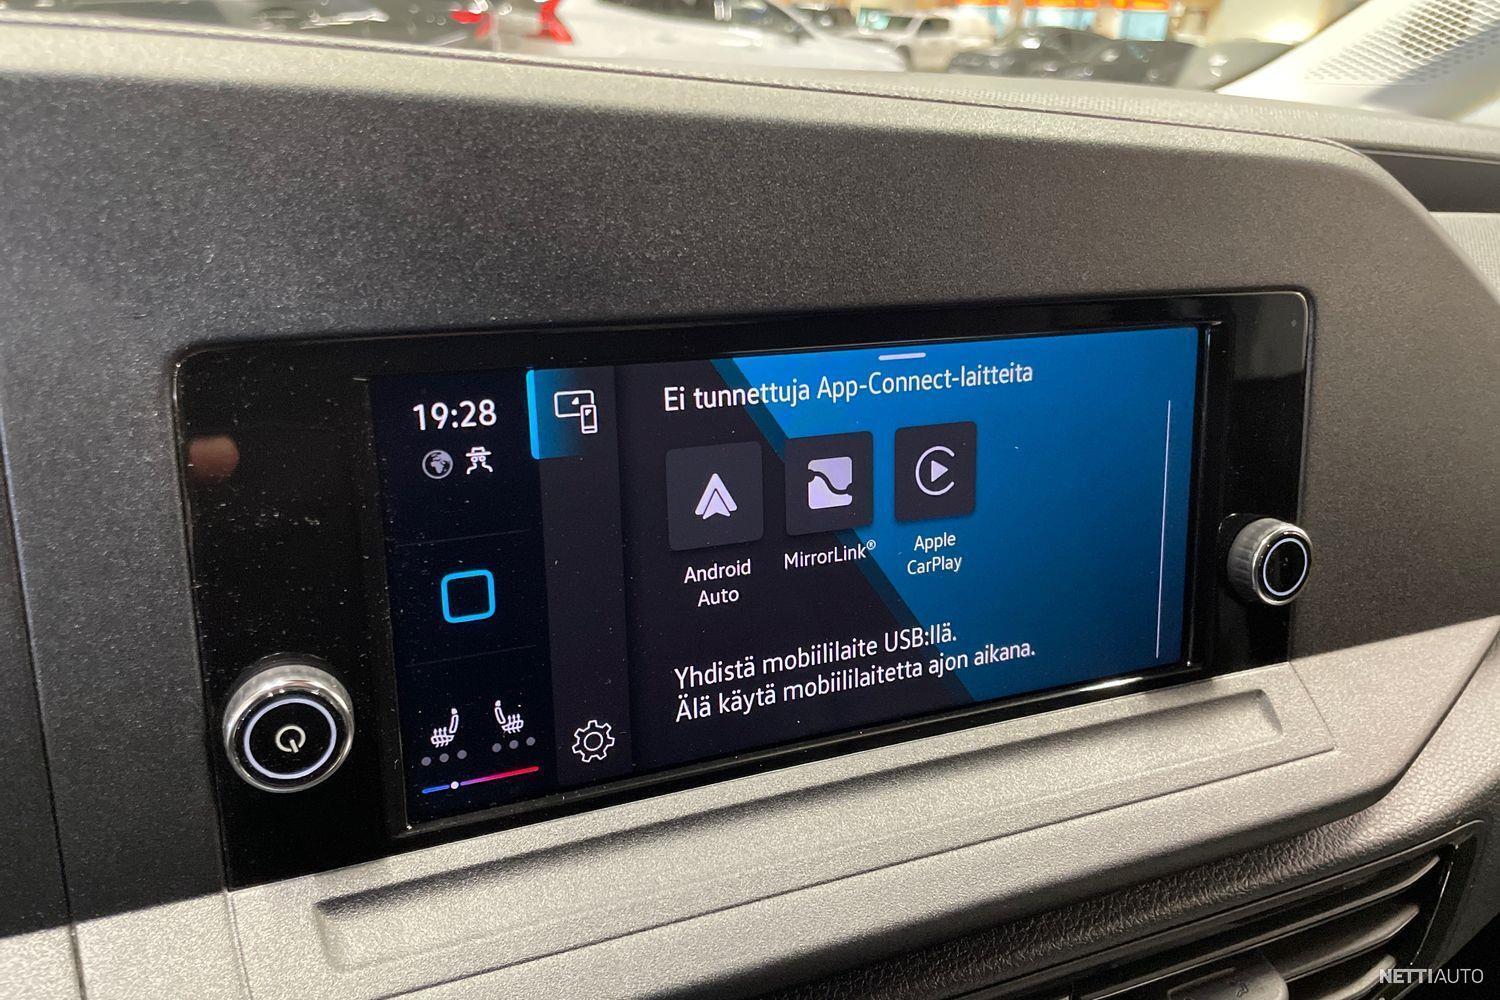 19:28
Ei tunnettuja App-Connect-laitteita
Android
Auto
MirrorLink®
Apple
CarPlay
Yhdistä mobiililaite USB:llä.
Älä käytä mobiililaitetta ajon aikana.
NETTIAUTO